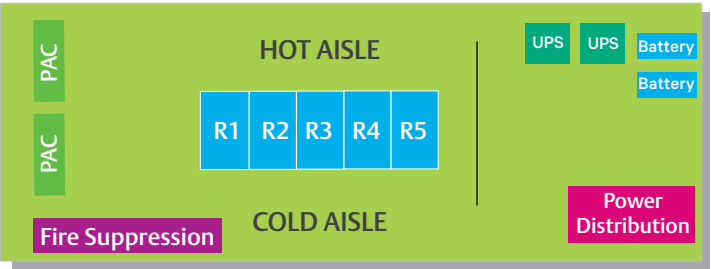 PAC
PAC
HOT AISLE
R1 R2 R3 R4 R5
COLD AISLE
Fire Suppression
UPS UPS Battery
Battery
Power
Distribution